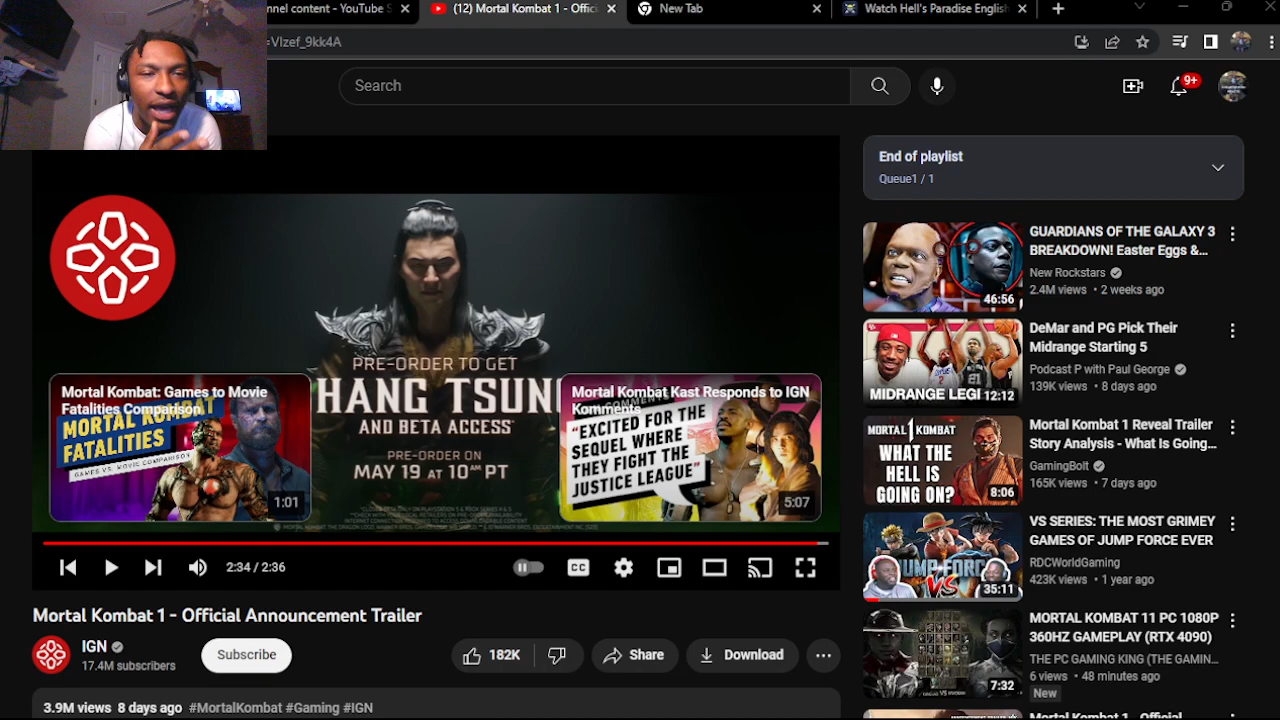 nnel content - YouTube S
(12) Mortal Kombat 1 - Offici
New Tab
Watch Hell's Paradise English
=VIzef_9kk4A
Search
9+
End of playlist
Queue1 / 1
PRE-ORDER TO GET
HANG TSUNG
AND BETA ACCESS*
PRE-ORDER ON
MAY 19 AT 10AM PT
Mortal Kombat: Games to Movie
Fatalities Comparison
MORTAL KOMBAT
FATALITIES
GAMES VS. MOVIE COMPARISON
1:01
Mortal Kombat Kast Responds to IGN
Komments
COMMENTS
"EXCITED FOR THE
SEQUEL WHERE
THEY FIGHT THE
JUSTICE LEAGUE"
5:07
CC
2:34 / 2:36
Mortal Kombat 1 - Official Announcement Trailer
IGN
17.4M subscribers
Subscribe
182K
Share
Download
3.9M views 8 days ago #MortalKombat #Gaming #IGN
GUARDIANS OF THE GALAXY 3
BREAKDOWN! Easter Eggs &...
New Rockstars
2.4M views • 2 weeks ago
46:56
DeMar and PG Pick Their
Midrange Starting 5
Podcast P with Paul George
139K views • 8 days ago
MIDRANGE LEGI
12:12
Mortal Kombat 1 Reveal Trailer
Story Analysis - What Is Going...
GamingBolt
165K views • 7 days ago
MORTAL KOMBAT 1
WHAT THE
HELL IS
GOING ON?
8:06
VS SERIES: THE MOST GRIMEY
GAMES OF JUMP FORCE EVER
RDCWorldGaming
423K views • 1 year ago
JUMP FORCE
VS
35:11
MORTAL KOMBAT 11 PC 1080P
360HZ GAMEPLAY (RTX 4090)
THE PC GAMING KING (THE GAMIN...
6 views • 48 minutes ago
New
7:32
Mortal Kombat 1 - Official